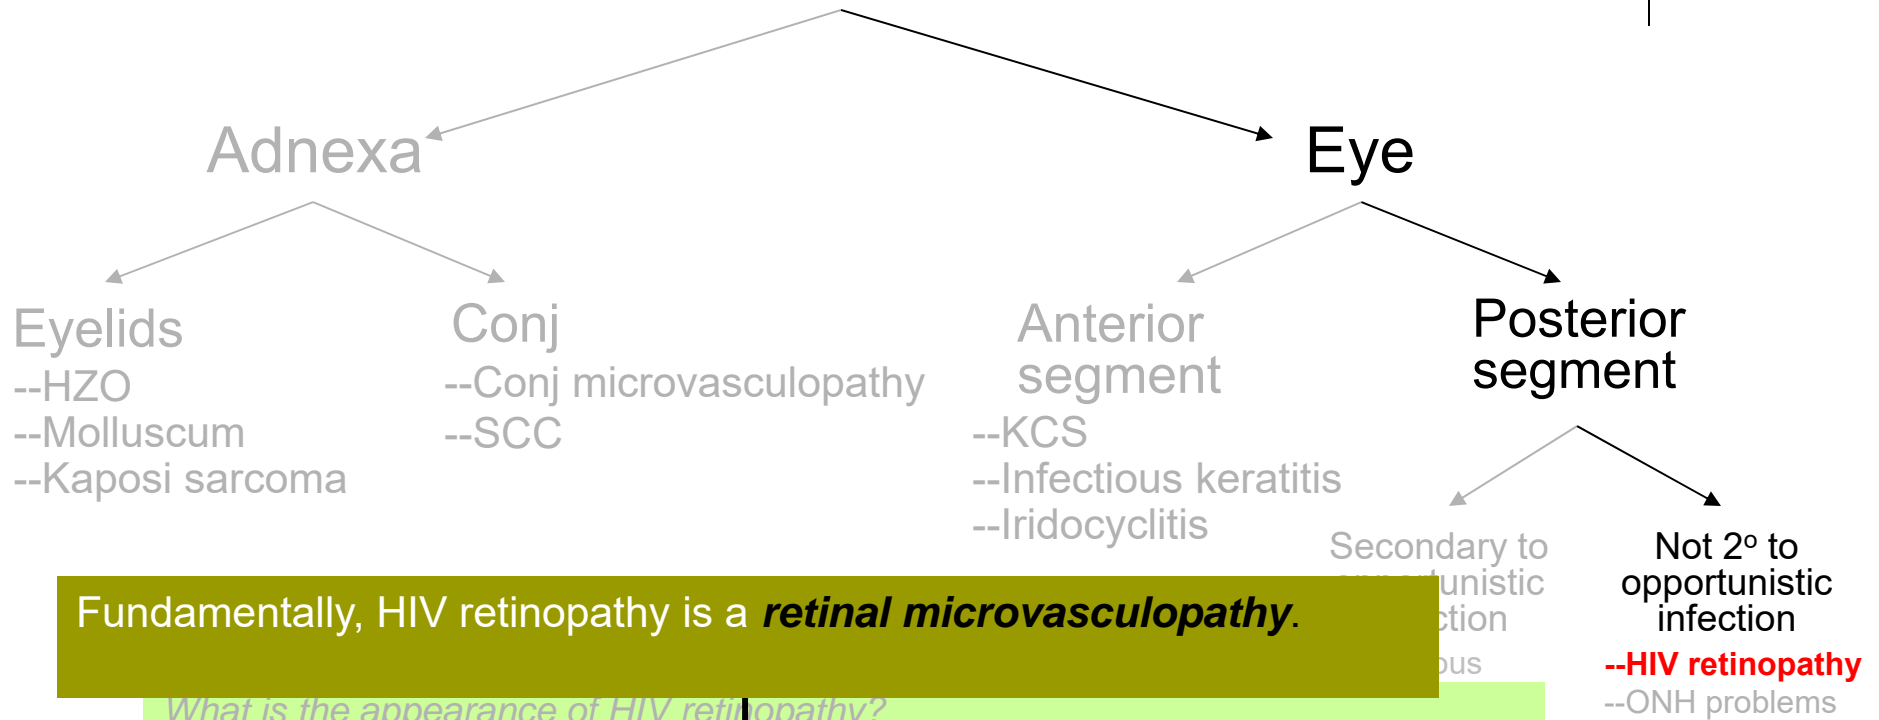 Adnexa
Eye
Eyelids
--HZO
--Molluscum
--Kaposi sarcoma
Conj
--Conj microvasculopathy
--SCC
Anterior
segment
--KCS
--Infectious keratitis
--Iridocyclitis
Posterior
segment
Secondary to
Not 2º to
opportunistic
infection
--HIV retinopathy
--ONH problems
Fundamentally, HIV retinopathy is a retinal microvasculopathy.
What is the appearance of HIV retinopathy?